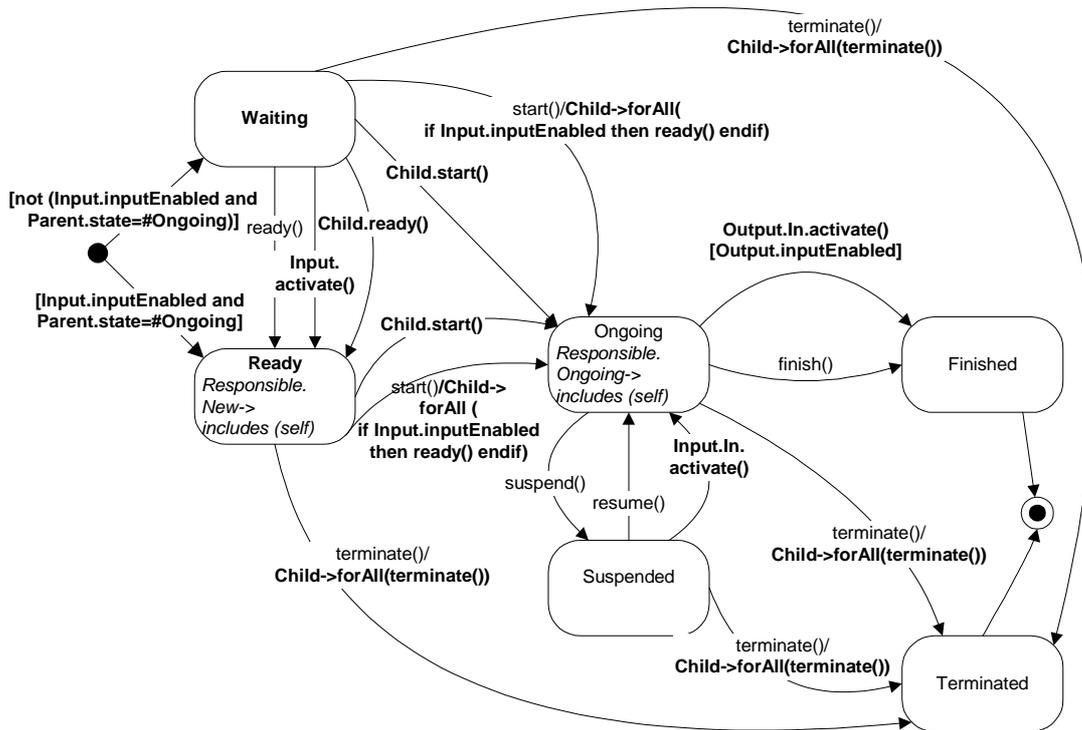 terminate()/
Child->forAll(terminate())
Waiting
start()/Child->forAll(
if Input.inputEnabled then ready() endif)
Child.start()
[not (Input.inputEnabled and
Parent.state=#Ongoing)]
ready()
Child.ready()
Input.
activate()
Output.In.activate()
[Output.inputEnabled]
[Input.inputEnabled and
Parent.state=#Ongoing]
Child.start()
Ready
Responsible.
New->
includes (self)
start()/Child->
forAll (
if Input.inputEnabled
then ready() endif)
Ongoing
Responsible.
Ongoing->
includes (self)
finish()
Finished
Input.In.
activate()
suspend()
resume()
terminate()/
Child->forAll(terminate())
terminate()/
Child->forAll(terminate())
Suspended
terminate()/
Child->forAll(terminate())
Terminated